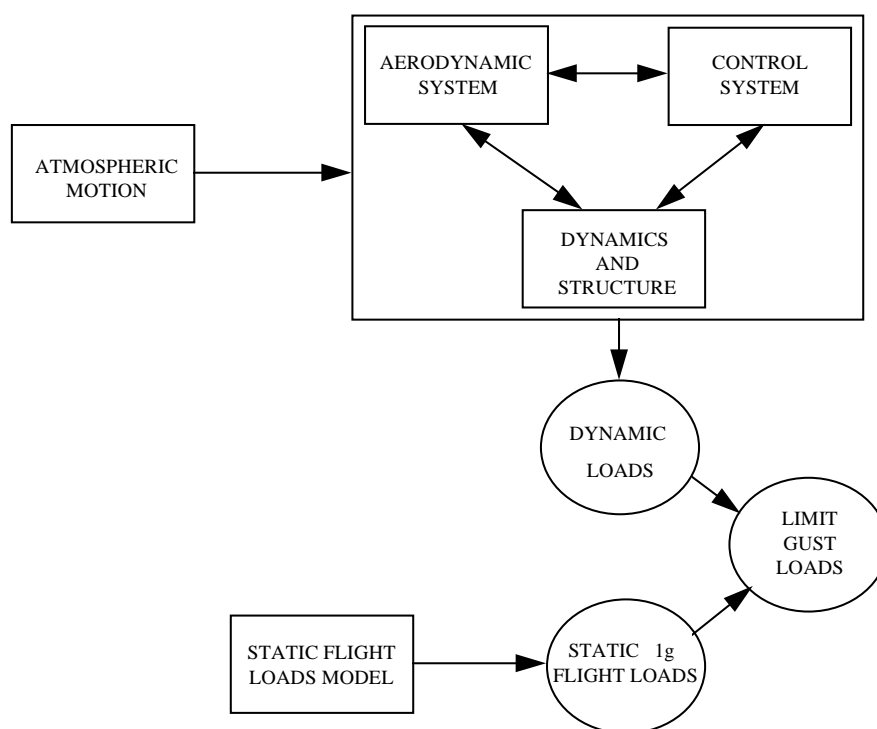 AERODYNAMIC
SYSTEM
CONTROL
SYSTEM
ATMOSPHERIC
MOTION
DYNAMICS
AND
STRUCTURE
DYNAMIC
LOADS
LIMIT
GUST
LOADS
STATIC FLIGHT
LOADS MODEL
STATIC 1g
FLIGHT LOADS